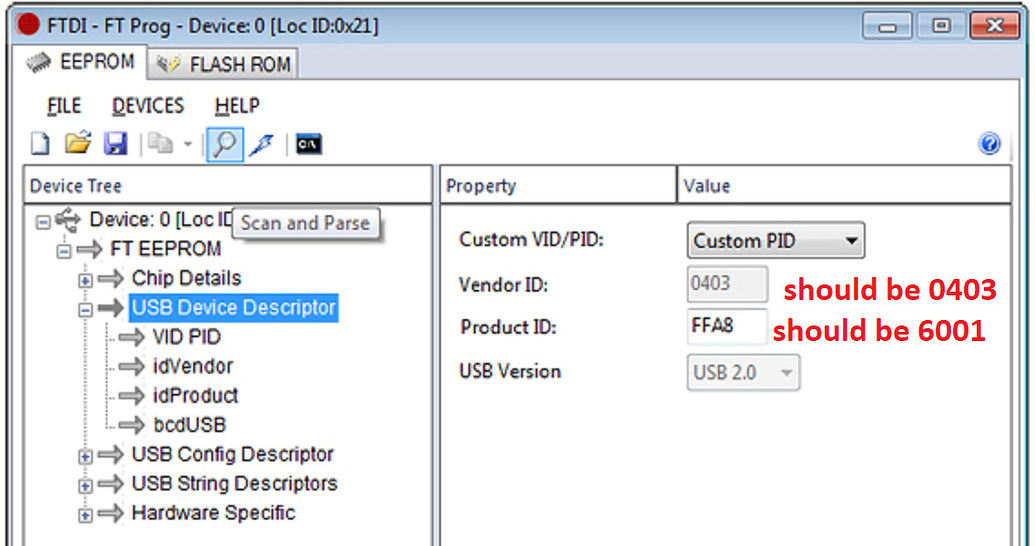 FTDI - FT Prog - Device: 0 [Loc ID:0x21]
EEPROM FLASH ROM
FILE DEVICES HELP
Device Tree Property Value
Device: 0 [Loc ID
Scan and Parse
FT EEPROM
Custom VID/PID: Custom PID
Chip Details
Vendor ID: 0403 should be 0403
USB Device Descriptor
Product ID: FFA8 should be 6001
VID PID
idVendor
USB Version USB 2.0
idProduct
bcdUSB
USB Config Descriptor
USB String Descriptors
Hardware Specific